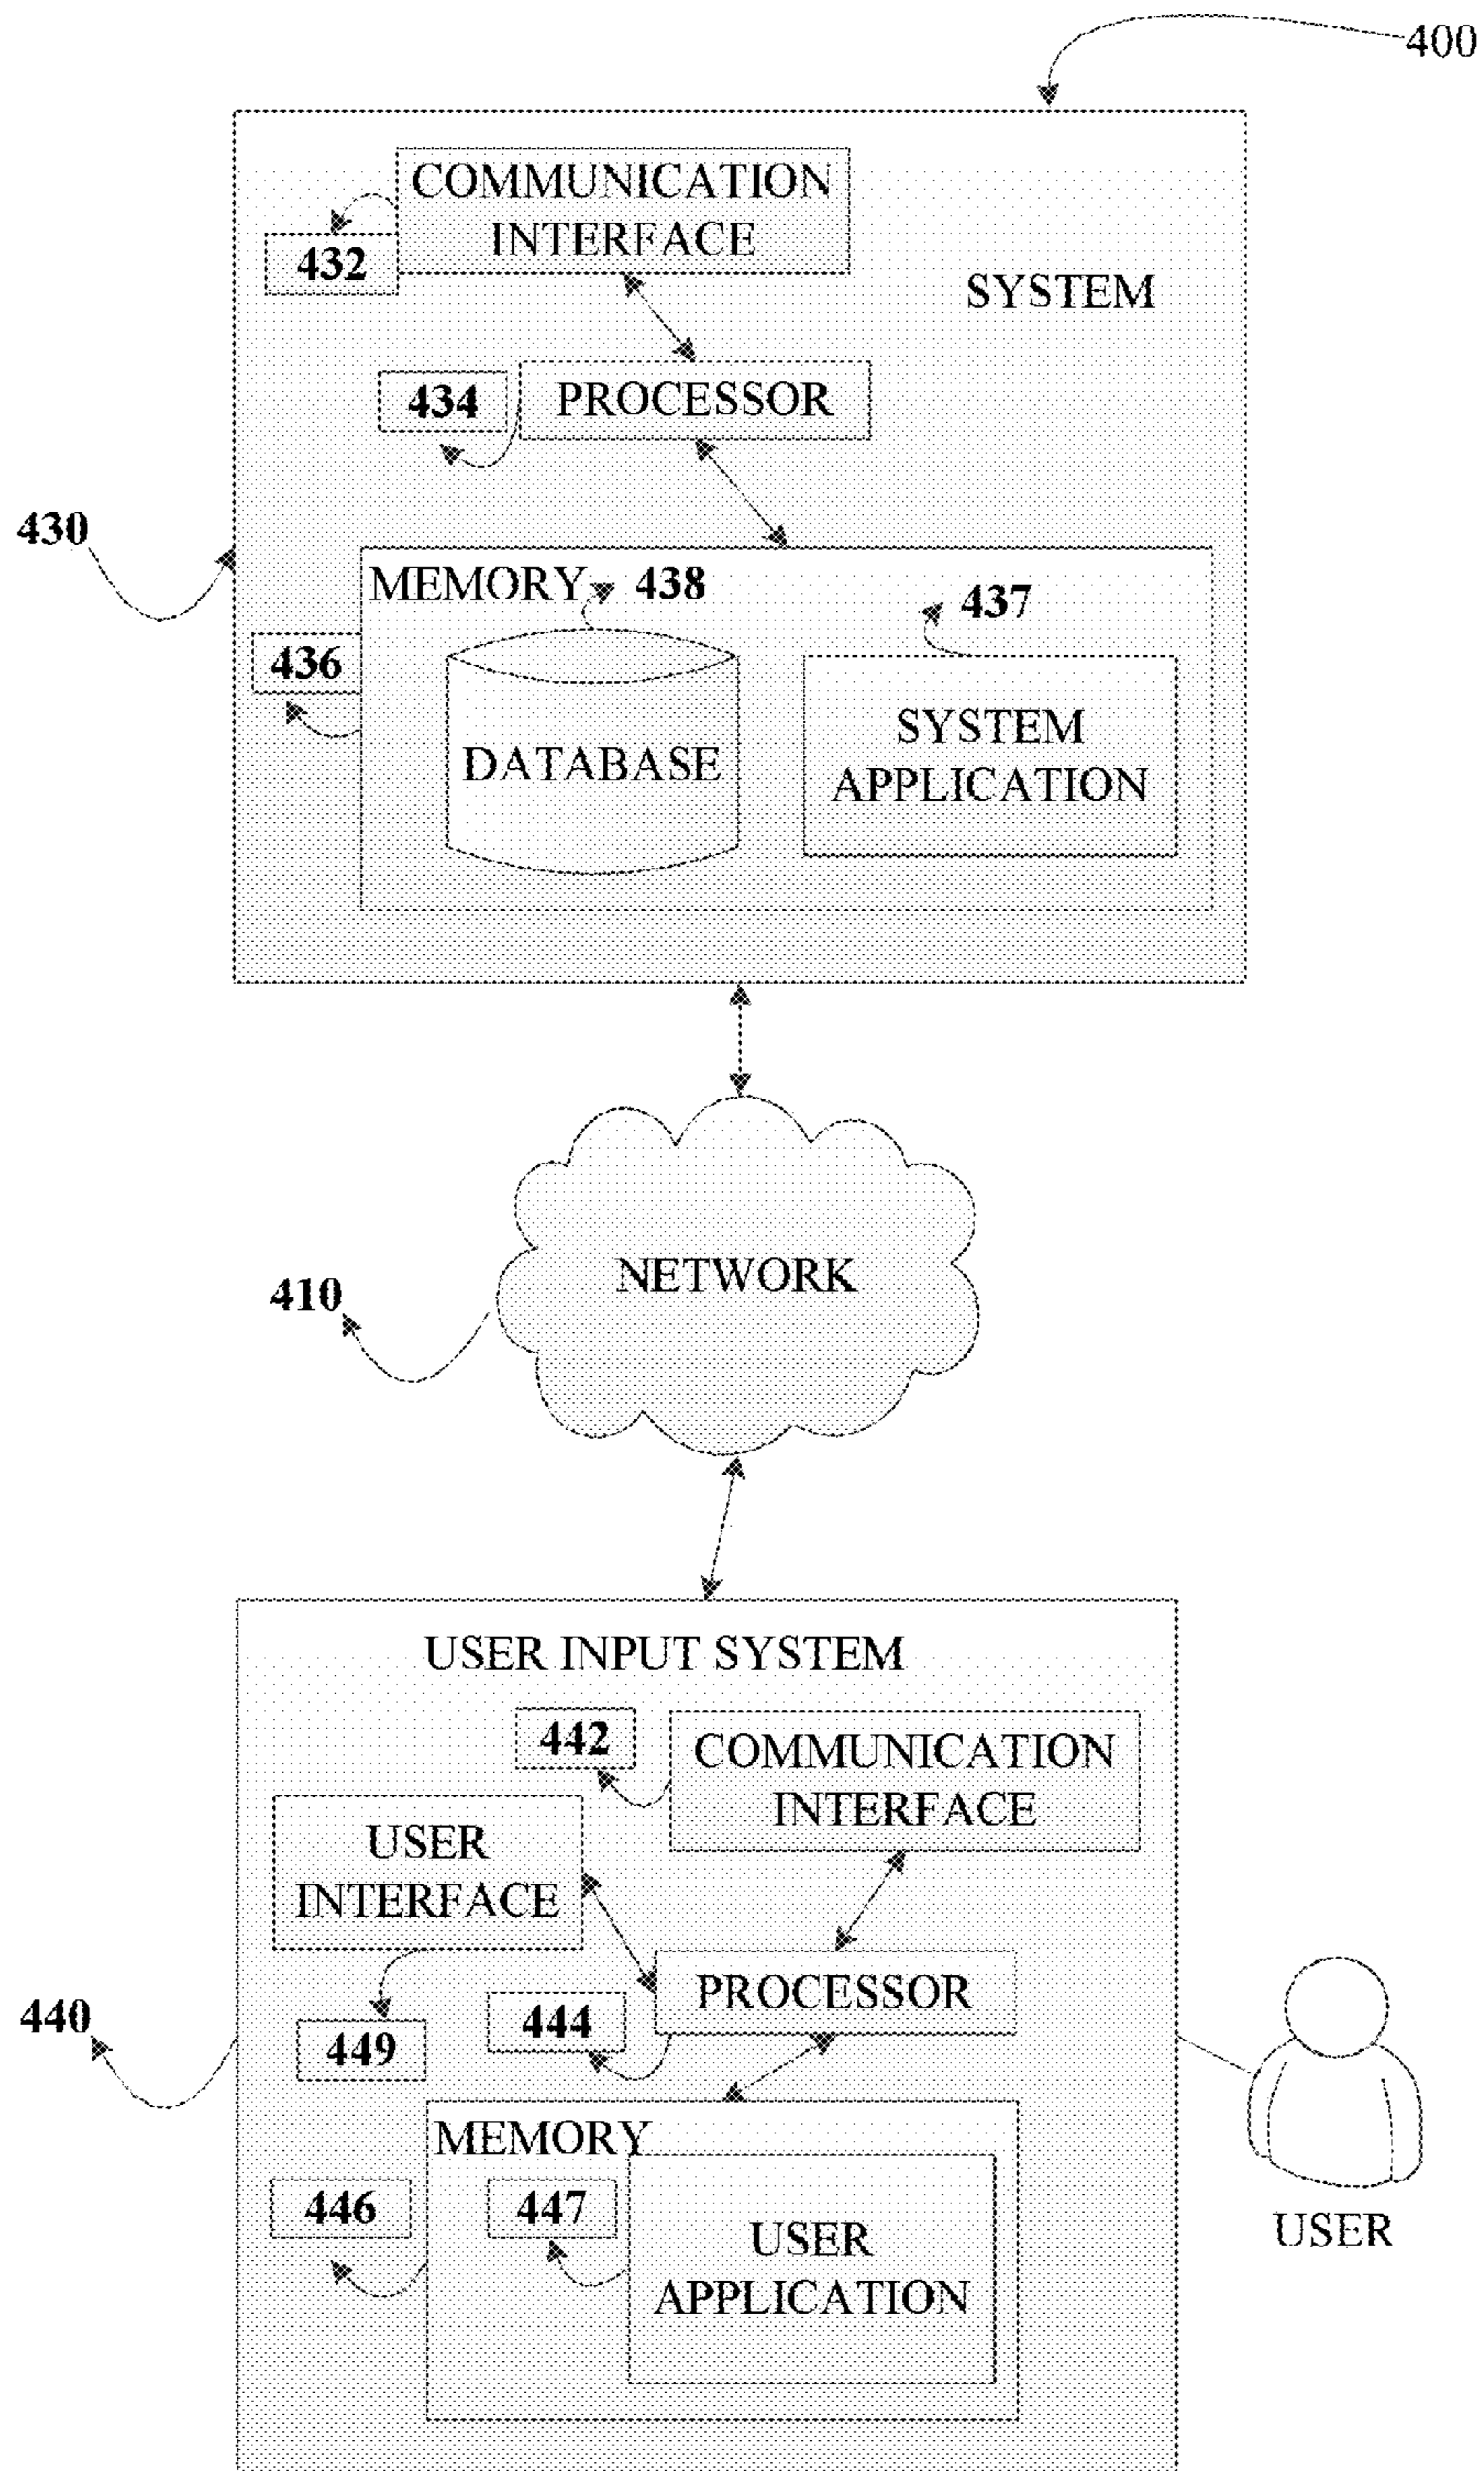 400
COMMUNICATION
INTERFACE
432
SYSTEM
434
PROCESSOR
430
MEMORY
438
437
436
DATABASE
SYSTEM
APPLICATION
NETWORK
410
USER INPUT SYSTEM
442
COMMUNICATION
INTERFACE
USER
INTERFACE
PROCESSOR
444
440
449
MEMORY
446
447
USER
APPLICATION
USER